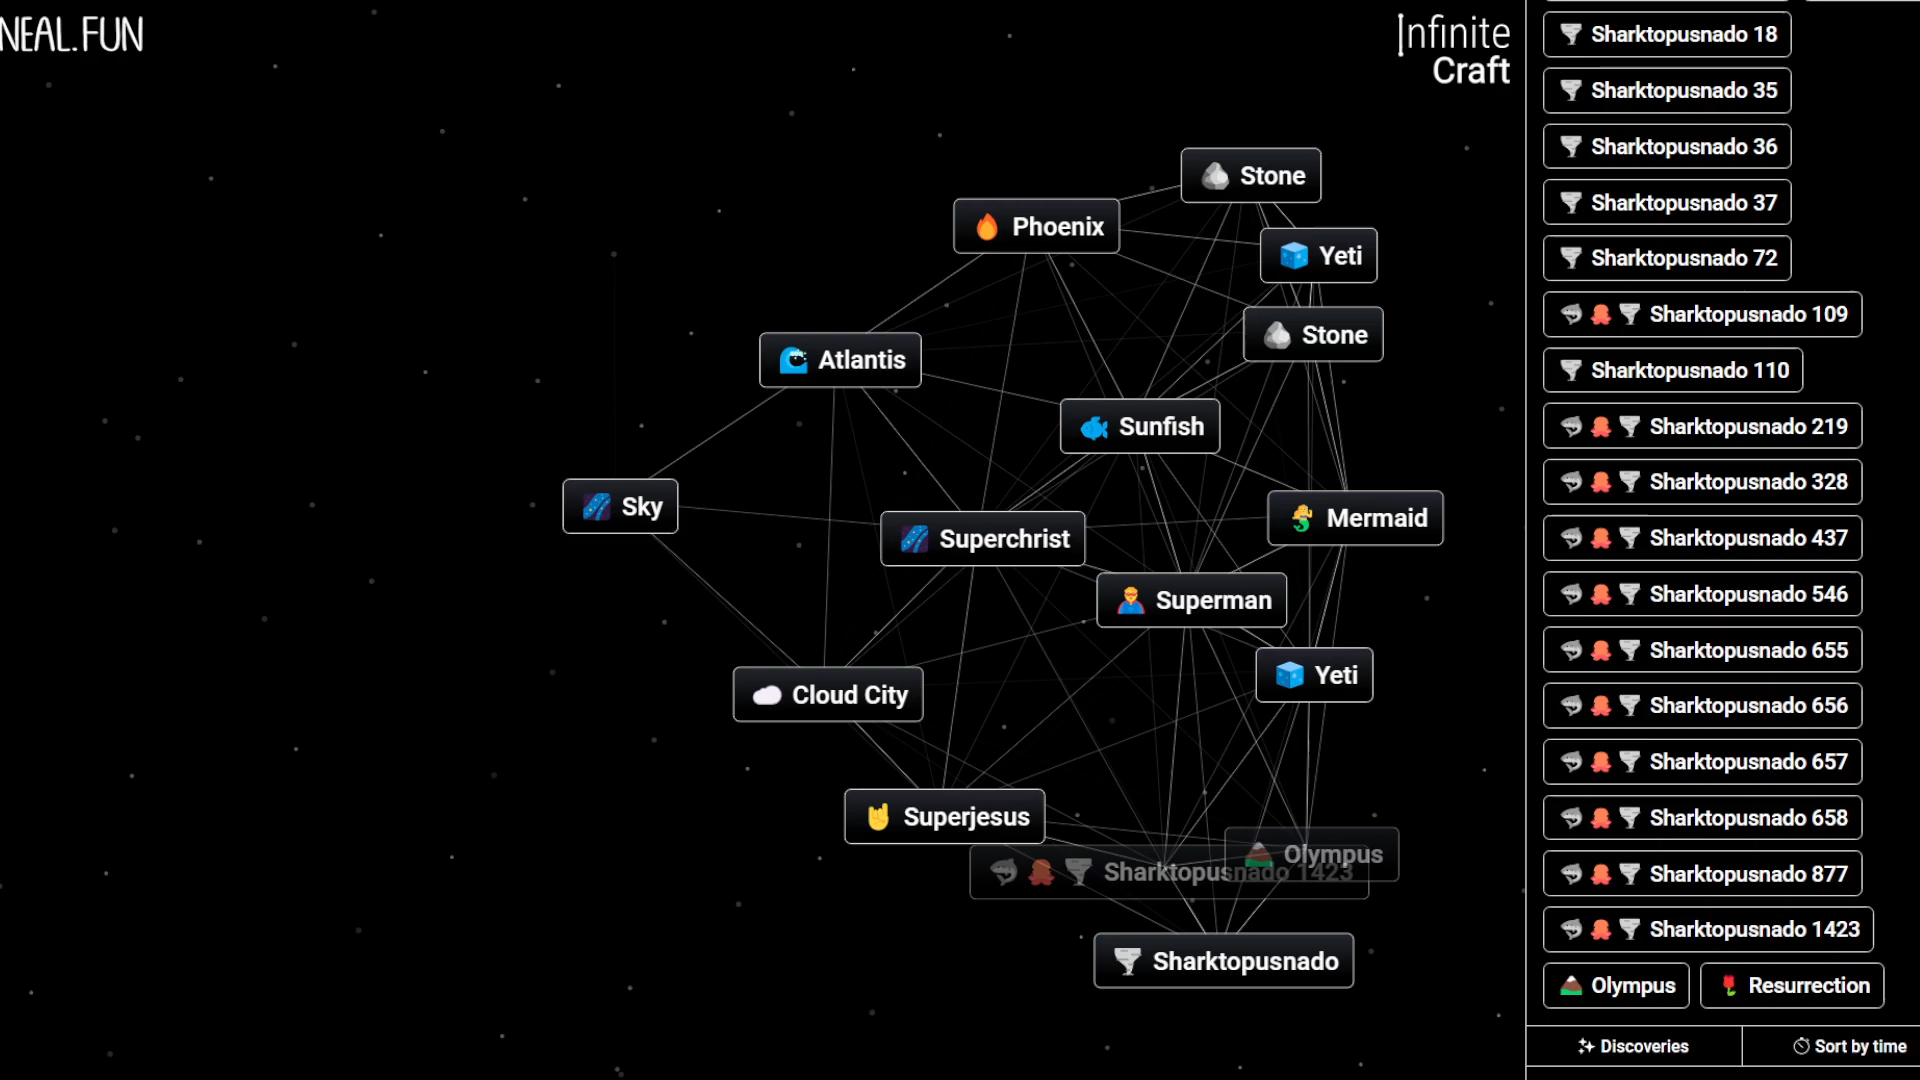 NEAL.FUN
Infinite
Craft
Stone
Phoenix
Yeti
Stone
Atlantis
Sunfish
Sky
Mermaid
Superchrist
Superman
Yeti
Cloud City
Superjesus
Olympus
Sharktopusnado 1423
Sharktopusnado
Sharktopusnado 18
Sharktopusnado 35
Sharktopusnado 36
Sharktopusnado 37
Sharktopusnado 72
Sharktopusnado 109
Sharktopusnado 110
Sharktopusnado 219
Sharktopusnado 328
Sharktopusnado 437
Sharktopusnado 546
Sharktopusnado 655
Sharktopusnado 656
Sharktopusnado 657
Sharktopusnado 658
Sharktopusnado 877
Sharktopusnado 1423
Olympus Resurrection
Discoveries Sort by time